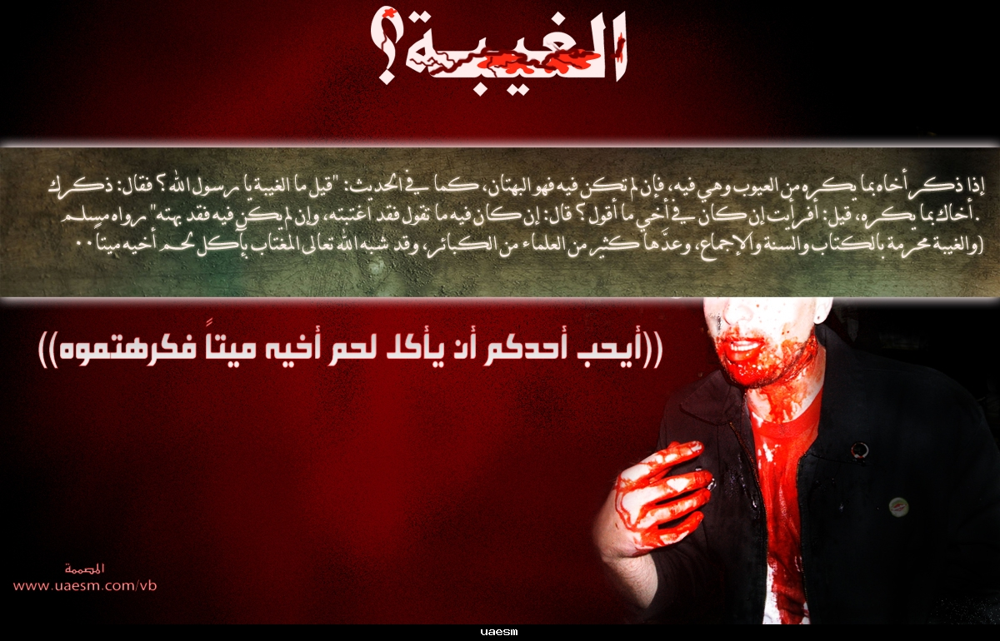 الغيبة؟
إذا ذكر أخاه بما يكره من العيوب وهي فيه، فإن لم تكن فيه فهو البهتان، كما في الحديث: "قيل ما الغيبة يا رسول الله؟ فقال: ذكرك
أخاك بما يكره، قيل: أفرأيت إن كان في أخي ما أقول؟ قال: إن كان فيه ما تقول فقد اغتبته، وإن لم يكن فيه فقد بهته" رواه مسلم .
(والغيبة محرمة بالكتاب والسنة والإجماع، وعدَّها كثير من العلماء من الكبائر، وقد شبه الله تعالى المغتاب بآكل لحم أخيه ميتاً..
((أيحب أحدكم أن يأكل لحم أخيه ميتاً فكرهتموه))
المصممة
www.uaesm.com/vb
uaesm